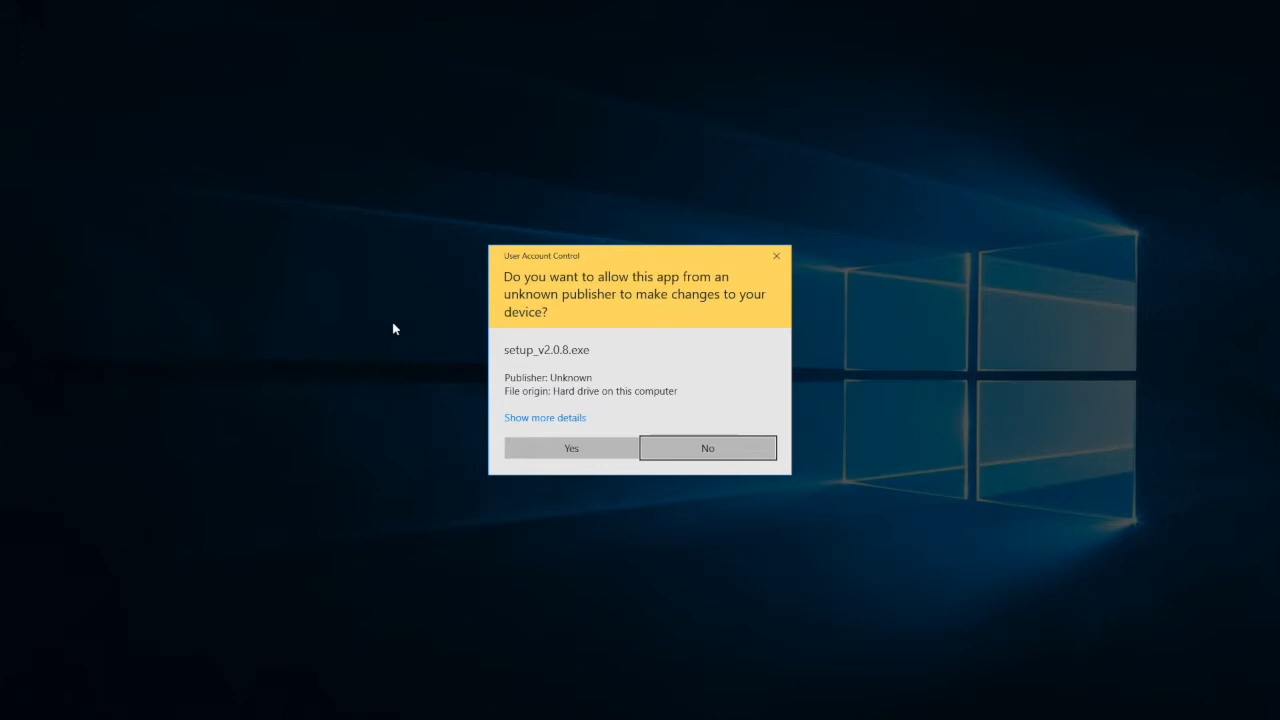 User Account Control
Do you want to allow this app from an
unknown publisher to make changes to your
device?
setup_v2.0.8.exe
Publisher: Unknown
File origin: Hard drive on this computer
Show more details
Yes
No